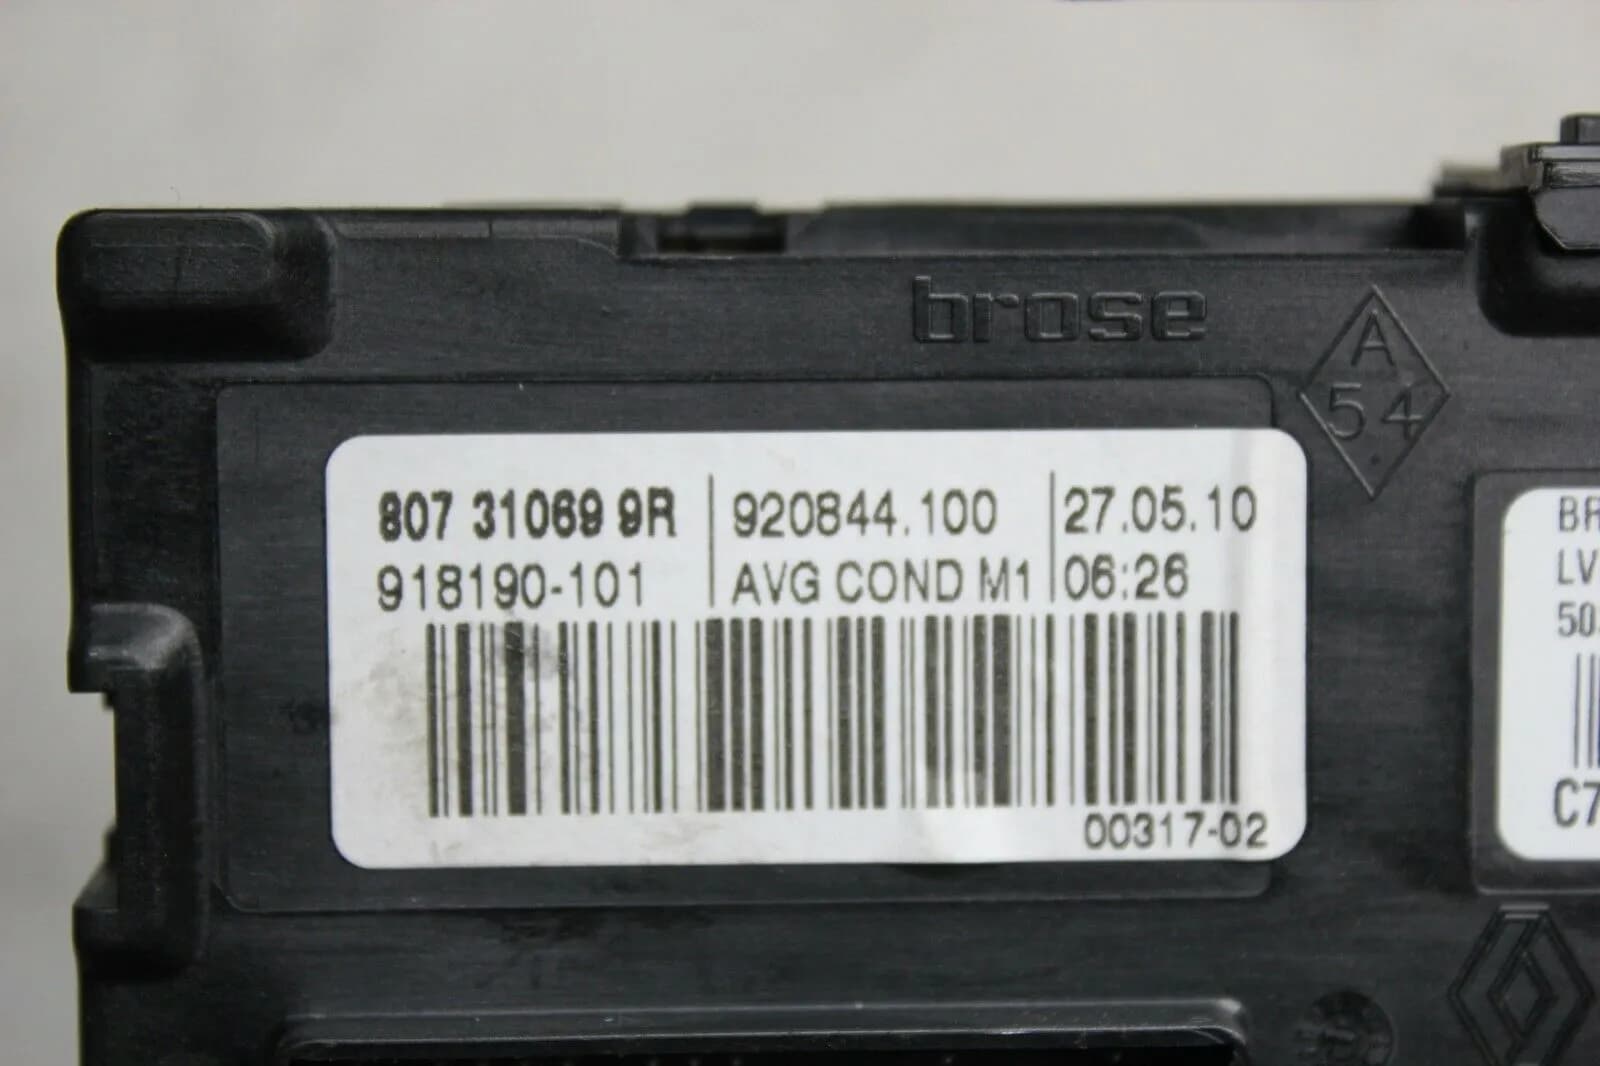 brose
A
54
807 31069 9R 920844.100 27.05.10
918190-101 AVG COND M1 06:26
00317-02
BR
LV
50
C7